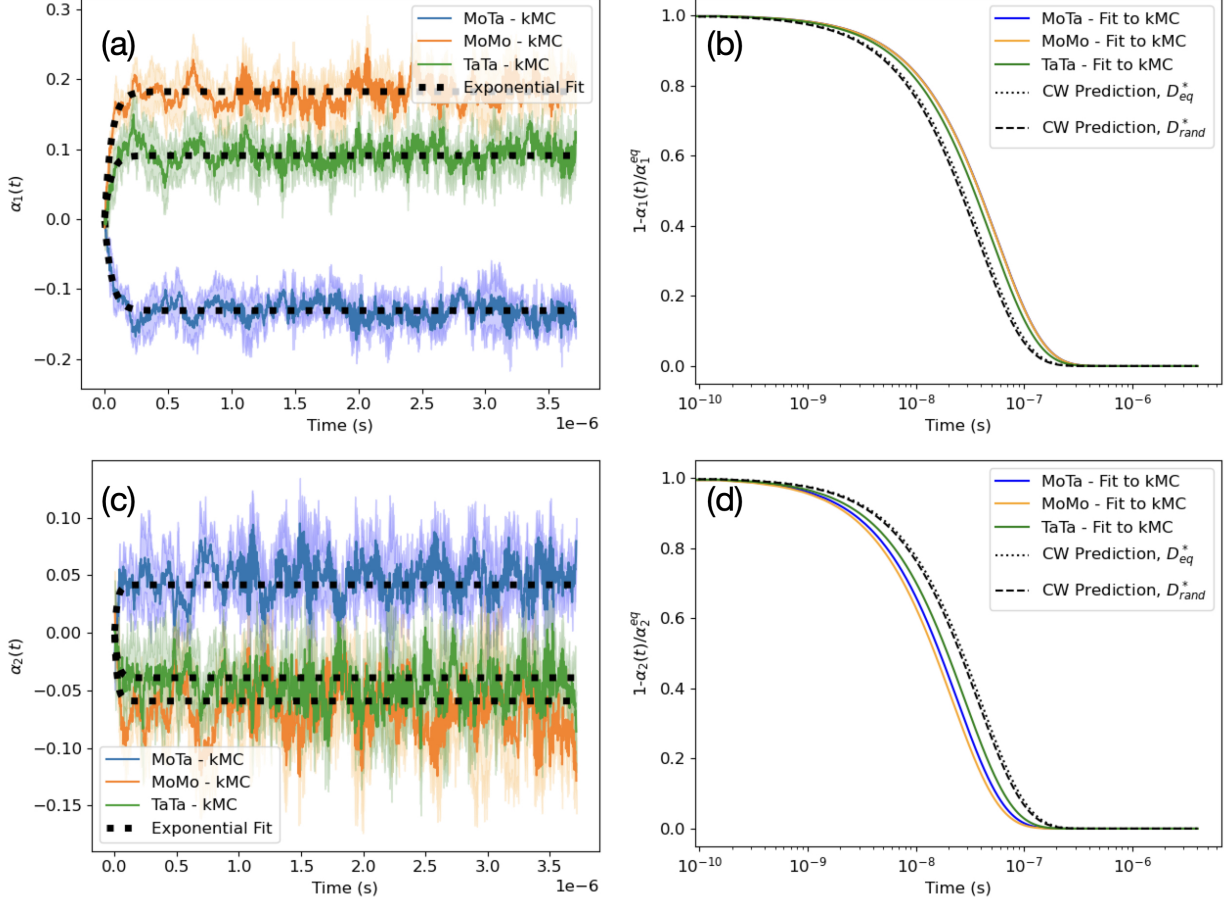 (a)
MoTa - kMC
MoMo - kMC
TaTa - kMC
Exponential Fit
0.3
0.2
0.1
0.0
−0.1
−0.2
α1(t)
0.0 0.5 1.0 1.5 2.0 2.5 3.0 3.5
1e−6
Time (s)
(b)
MoTa - Fit to kMC
MoMo - Fit to kMC
TaTa - Fit to kMC
CW Prediction, D*eq
CW Prediction, D*rand
1.0
0.8
0.6
0.4
0.2
0.0
1-α1(t)/α1^eq
10^−10 10^−9 10^−8 10^−7 10^−6
Time (s)
(c)
0.10
0.05
0.00
−0.05
−0.10
−0.15
α2(t)
MoTa - kMC
MoMo - kMC
TaTa - kMC
Exponential Fit
0.0 0.5 1.0 1.5 2.0 2.5 3.0 3.5
1e−6
Time (s)
(d)
MoTa - Fit to kMC
MoMo - Fit to kMC
TaTa - Fit to kMC
CW Prediction, D*eq
CW Prediction, D*rand
1.0
0.8
0.6
0.4
0.2
0.0
1-α2(t)/α2^eq
10^−10 10^−9 10^−8 10^−7 10^−6
Time (s)